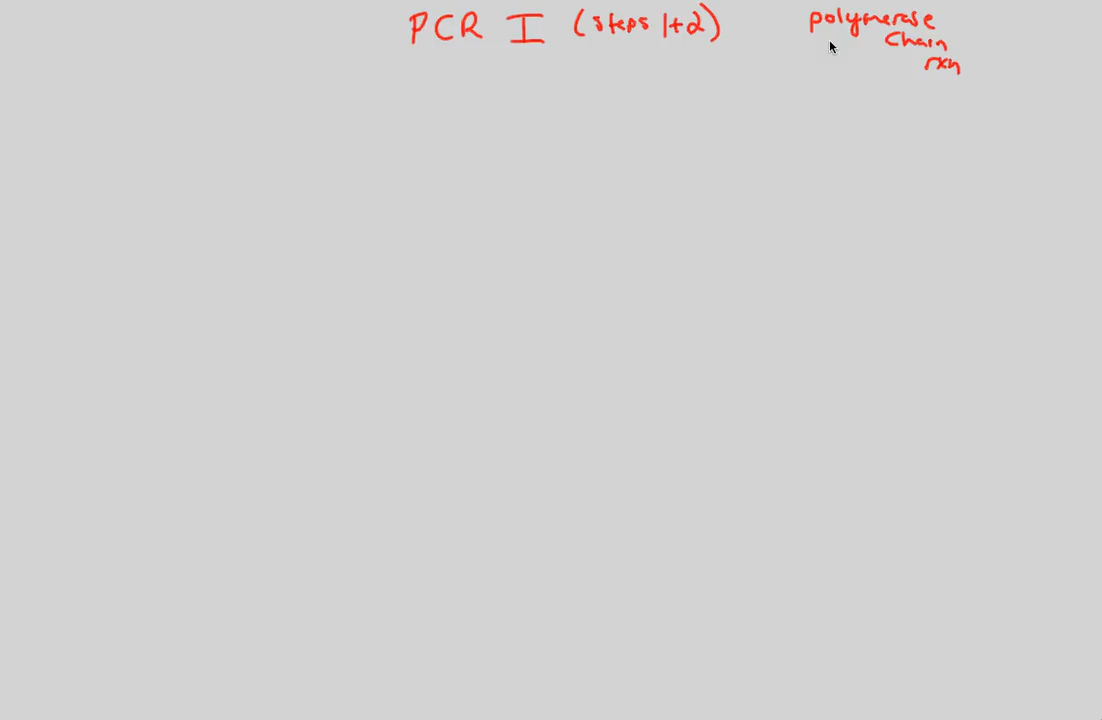 PCR I (steps 1+2)
polymerase
chain
rxn